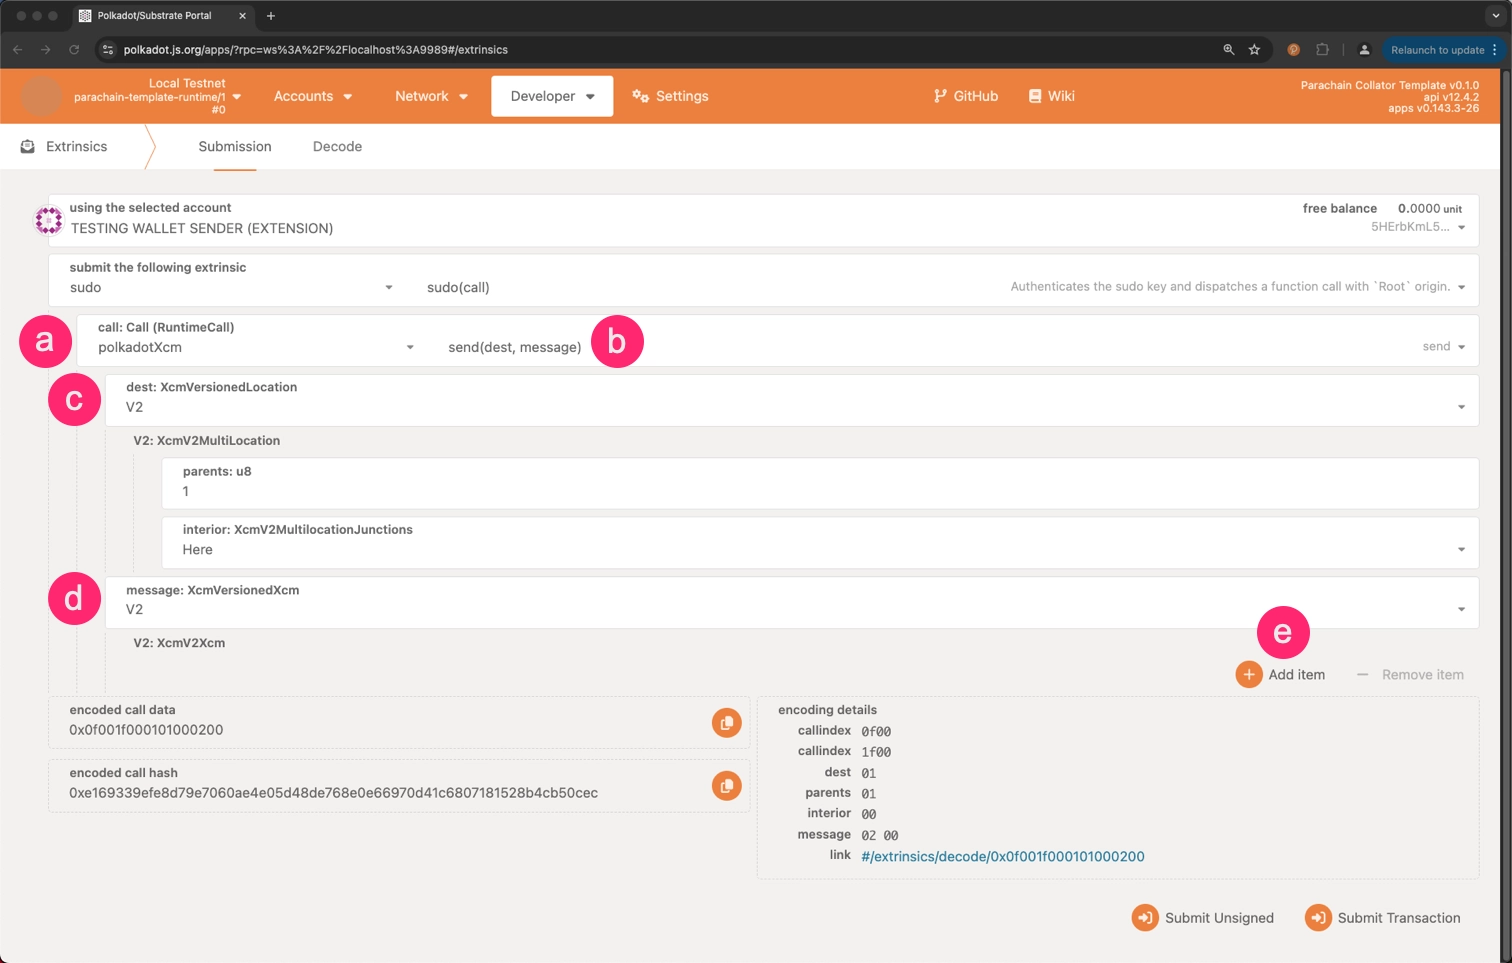 Polkadot/Substrate Portal
polkadot.js.org/apps/?rpc=ws%3A%2F%2Flocalhost%3A9989#/extrinsics
Relaunch to update
Local Testnet
parachain-template-runtime/1
#0
Accounts
Network
Developer
Settings
GitHub
Wiki
Parachain Collator Template v0.1.0
api v12.4.2
apps v0.143.3-26
Extrinsics
Submission
Decode
using the selected account
TESTING WALLET SENDER (EXTENSION)
free balance 0.0000 unit
5HErbKmL5...
submit the following extrinsic
sudo
sudo(call)
Authenticates the sudo key and dispatches a function call with `Root` origin.
a
call: Call (RuntimeCall)
polkadotXcm
send(dest, message)
b
send
c
dest: XcmVersionedLocation
V2
V2: XcmV2MultiLocation
parents: u8
1
interior: XcmV2MultilocationJunctions
Here
d
message: XcmVersionedXcm
V2
V2: XcmV2Xcm
e
Add item
Remove item
encoded call data
0x0f001f000101000200
encoded call hash
0xe169339efe8d79e7060ae4e05d48de768e0e66970d41c6807181528b4cb50cec
encoding details
callindex 0f00
callindex 1f00
dest 01
parents 01
interior 00
message 02 00
link #/extrinsics/decode/0x0f001f000101000200
Submit Unsigned
Submit Transaction